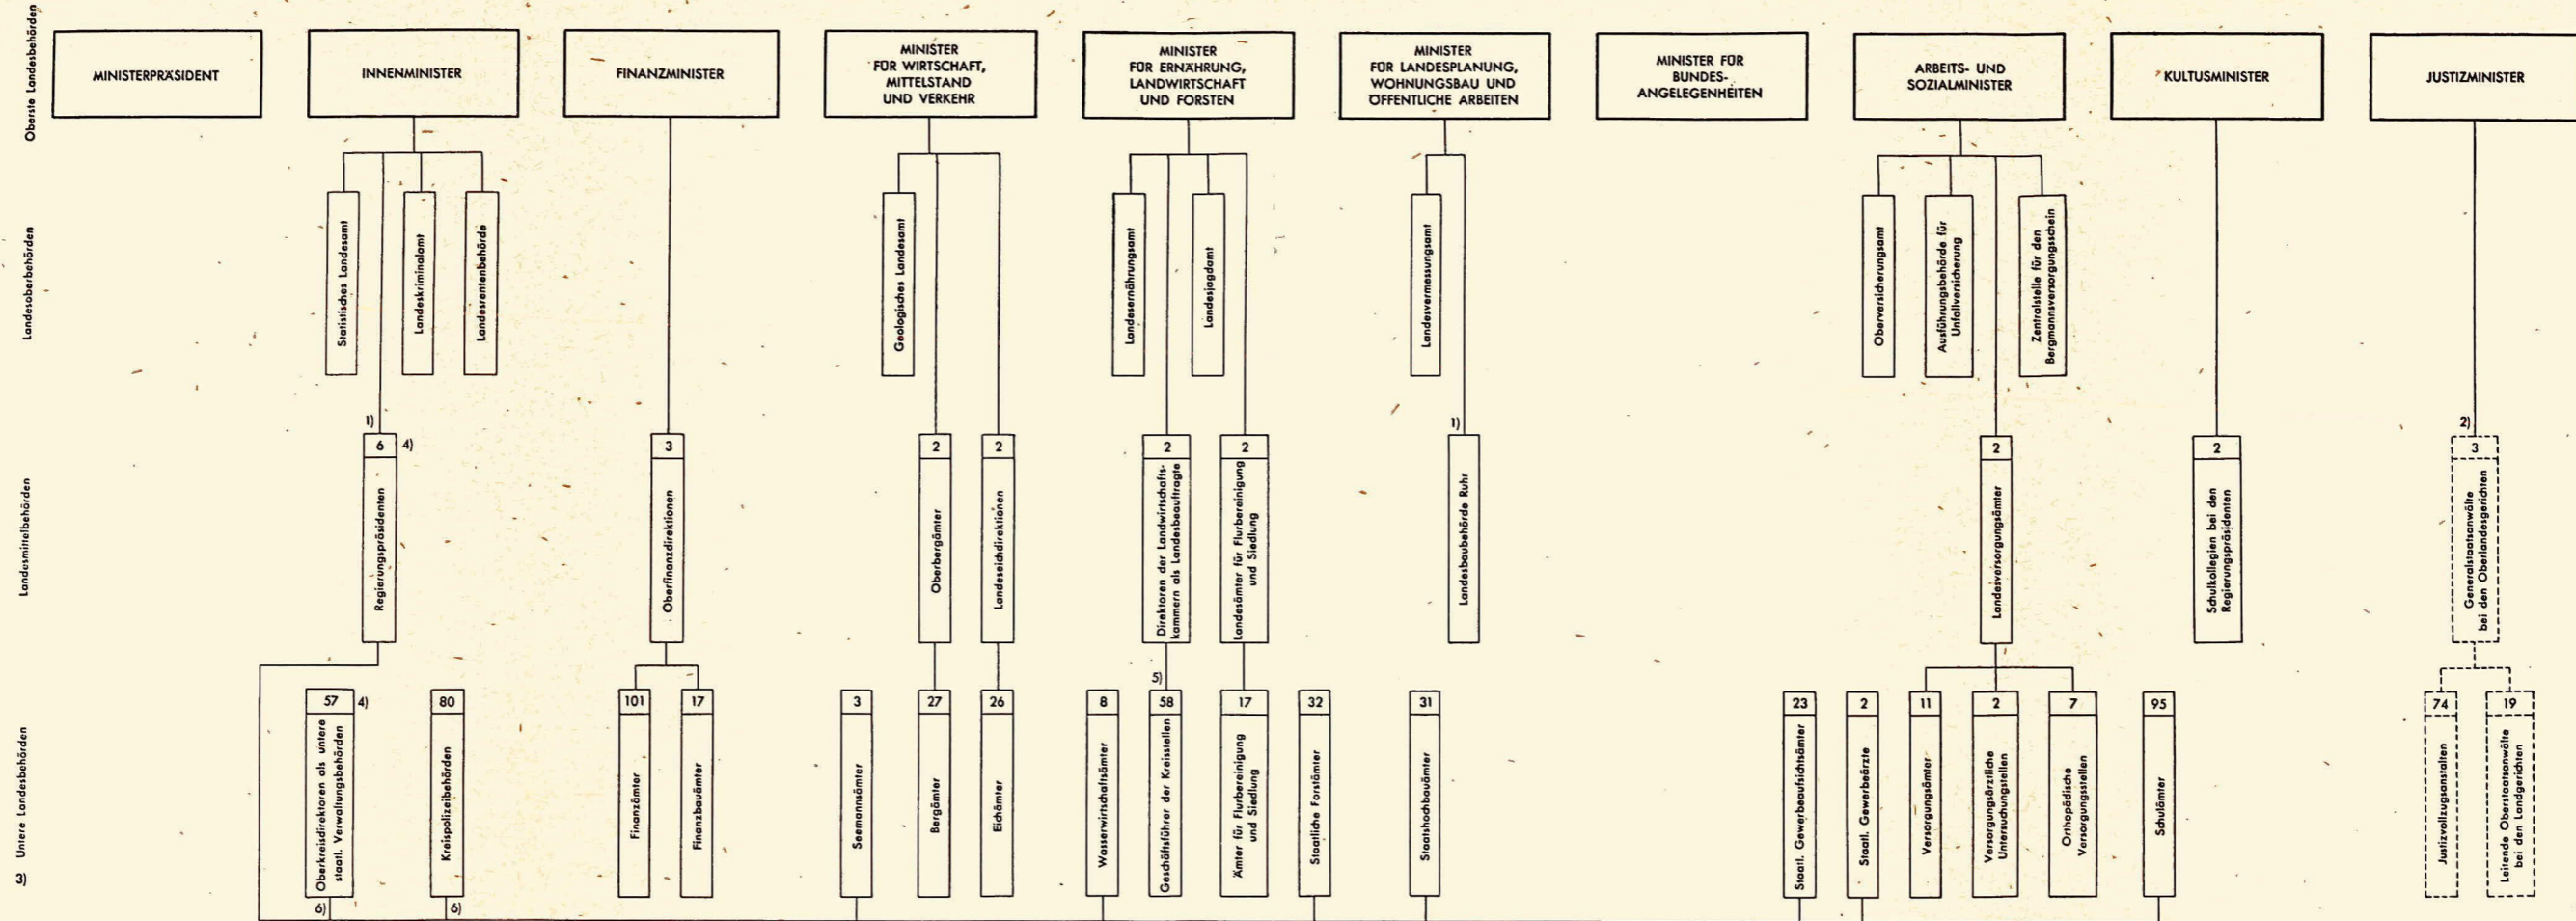 Oberste Landesbehörden
MINISTERPRÄSIDENT
INNENMINISTER
FINANZMINISTER
MINISTER
FÜR WIRTSCHAFT,
MITTELSTAND
UND VERKEHR
MINISTER
FÜR ERNÄHRUNG,
LANDWIRTSCHAFT
UND FORSTEN
MINISTER
FÜR LANDESPLANUNG,
WOHNUNGSBAU UND
ÖFFENTLICHE ARBEITEN
MINISTER FÜR
BUNDES-
ANGELEGENHEITEN
ARBEITS- UND
SOZIALMINISTER
KULTUSMINISTER
JUSTIZMINISTER
Landesoberbehörden
Statistisches Landesamt
Landeskriminalamt
Landesrentenbehörde
Geologisches Landesamt
Landesernährungsamt
Landesjagdamt
Landesvermessungsamt
Oberversicherungsamt
Ausführungsbehörde für
Unfallversicherung
Zentralstelle für den
Bergmannsversorgungsschein
Landesmittelbehörden
1)
6
4)
Regierungspräsidenten
3
Oberfinanzdirektionen
2
Oberbergämter
2
Landeseichdirektionen
2
Direktoren der Landwirtschafts-
kammern als Landesbeauftragte
2
Landesämter für Flurbereinigung
und Siedlung
1)
Landesbaubehörde Ruhr
2
Landesversorgungsämter
2
Schulkollegien bei den
Regierungspräsidenten
2)
3
Generalstaatsanwälte
bei den Oberlandesgerichten
Untere Landesbehörden
3)
57
4)
Oberkreisdirektoren als untere
staatl. Verwaltungsbehörden
6)
80
Kreispolizeibehörden
6)
101
Finanzämter
17
Finanzbauämter
3
Seemannsämter
27
Bergämter
26
Eichämter
8
Wasserwirtschaftsämter
5)
58
Geschäftsführer der Kreisstellen
17
Ämter für Flurbereinigung
und Siedlung
32
Staatliche Forstämter
31
Staatshochbauämter
23
Staatl. Gewerbeaufsichtsämter
2
Staatl. Gewerbeärzte
11
Versorgungsämter
2
Versorgungsärztliche
Untersuchungsstellen
7
Orthopädische
Versorgungsstellen
95
Schulämter
74
Justizvollzugsanstalten
19
Leitende Oberstaatsanwälte
bei den Landgerichten